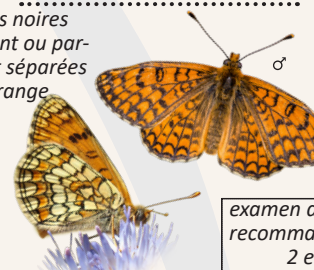 s noires
nt ou par-
séparées
range
♂
examen d
recomma
2 e